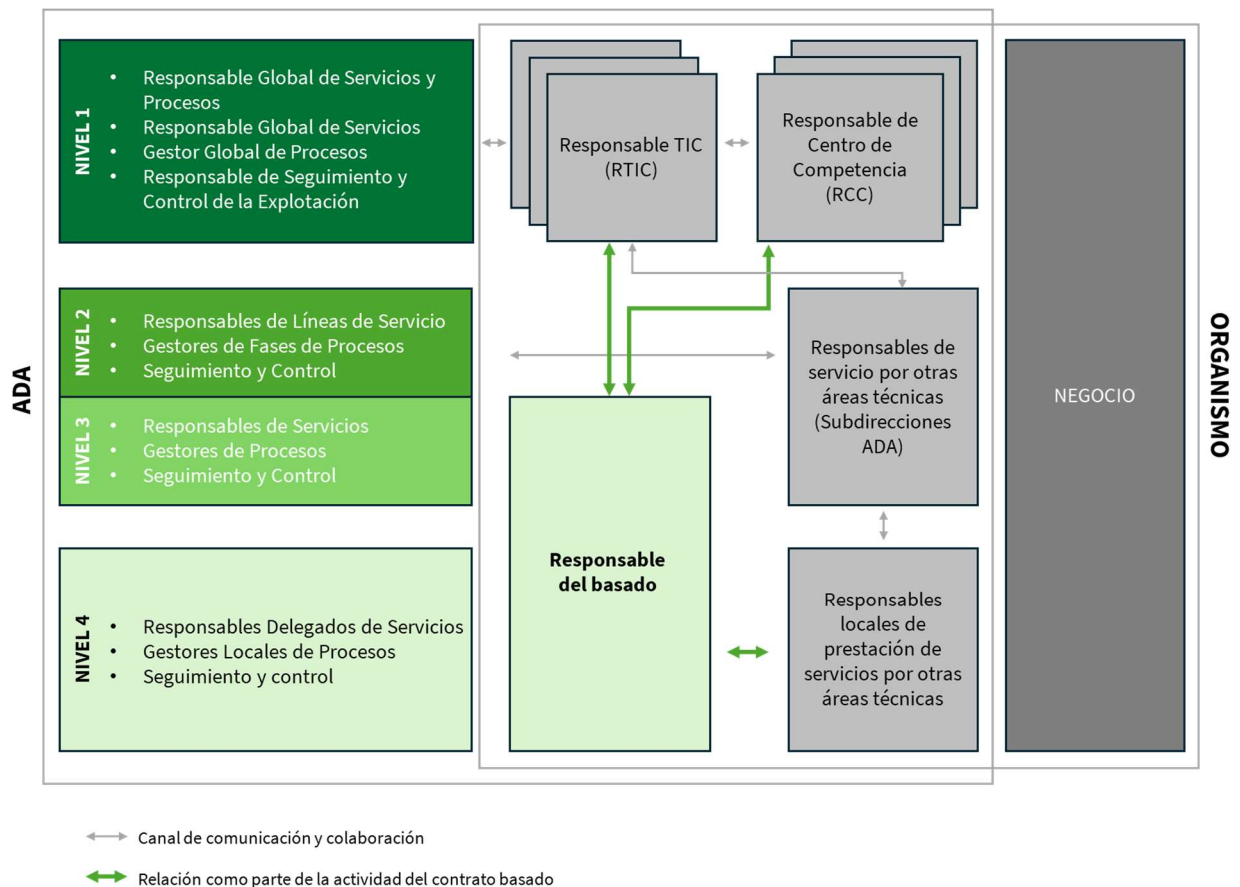 ADA
NIVEL 1
• Responsable Global de Servicios y
Procesos
• Responsable Global de Servicios
• Gestor Global de Procesos
• Responsable de Seguimiento y
Control de la Explotación
Responsable TIC
(RTIC)
Responsable de
Centro de
Competencia
(RCC)
NIVEL 2
• Responsables de Líneas de Servicio
• Gestores de Fases de Procesos
• Seguimiento y Control
NIVEL 3
• Responsables de Servicios
• Gestores de Procesos
• Seguimiento y Control
Responsables de
servicio por otras
áreas técnicas
(Subdirecciones
ADA)
NIVEL 4
• Responsables Delegados de Servicios
• Gestores Locales de Procesos
• Seguimiento y control
Responsable
del basado
Responsables
locales de
prestación de
servicios por otras
áreas técnicas
NEGOCIO
ORGANISMO
Canal de comunicación y colaboración
Relación como parte de la actividad del contrato basado